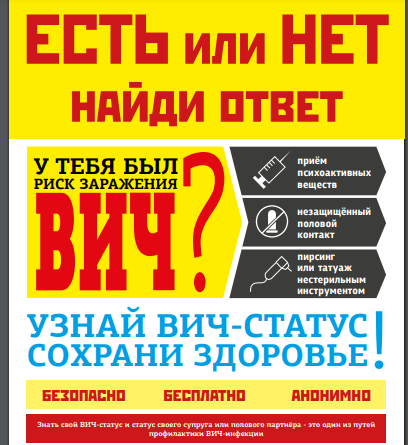 ЕСТЬ или НЕТ
НАЙДИ ОТВЕТ
У ТЕБЯ БЫЛ
РИСК ЗАРАЖЕНИЯ
ВИЧ?
приём
психоактивных
веществ
незащищённый
половой
контакт
пирсинг
или татуаж
нестерильным
инструментом
УЗНАЙ ВИЧ-СТАТУС
СОХРАНИ ЗДОРОВЬЕ!
БЕЗОПАСНО БЕСПЛАТНО АНОНИМНО
Знать свой ВИЧ-статус и статус своего супруга или полового партнёра - это один из путей
профилактики ВИЧ-инфекции